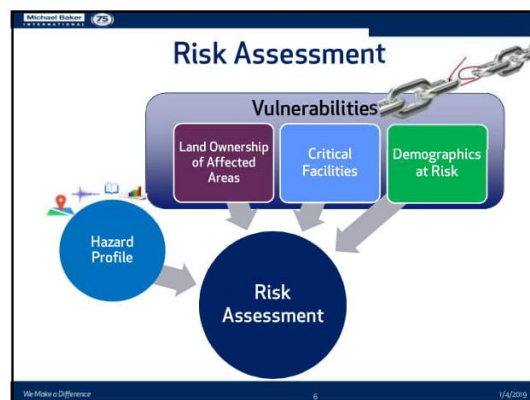 Michael Baker 75
INTERNATIONAL
Risk Assessment
Vulnerabilities
Land Ownership
of Affected
Areas
Critical
Facilities
Demographics
at Risk
Hazard
Profile
Risk
Assessment
We Make a Difference
6
1/4/2019